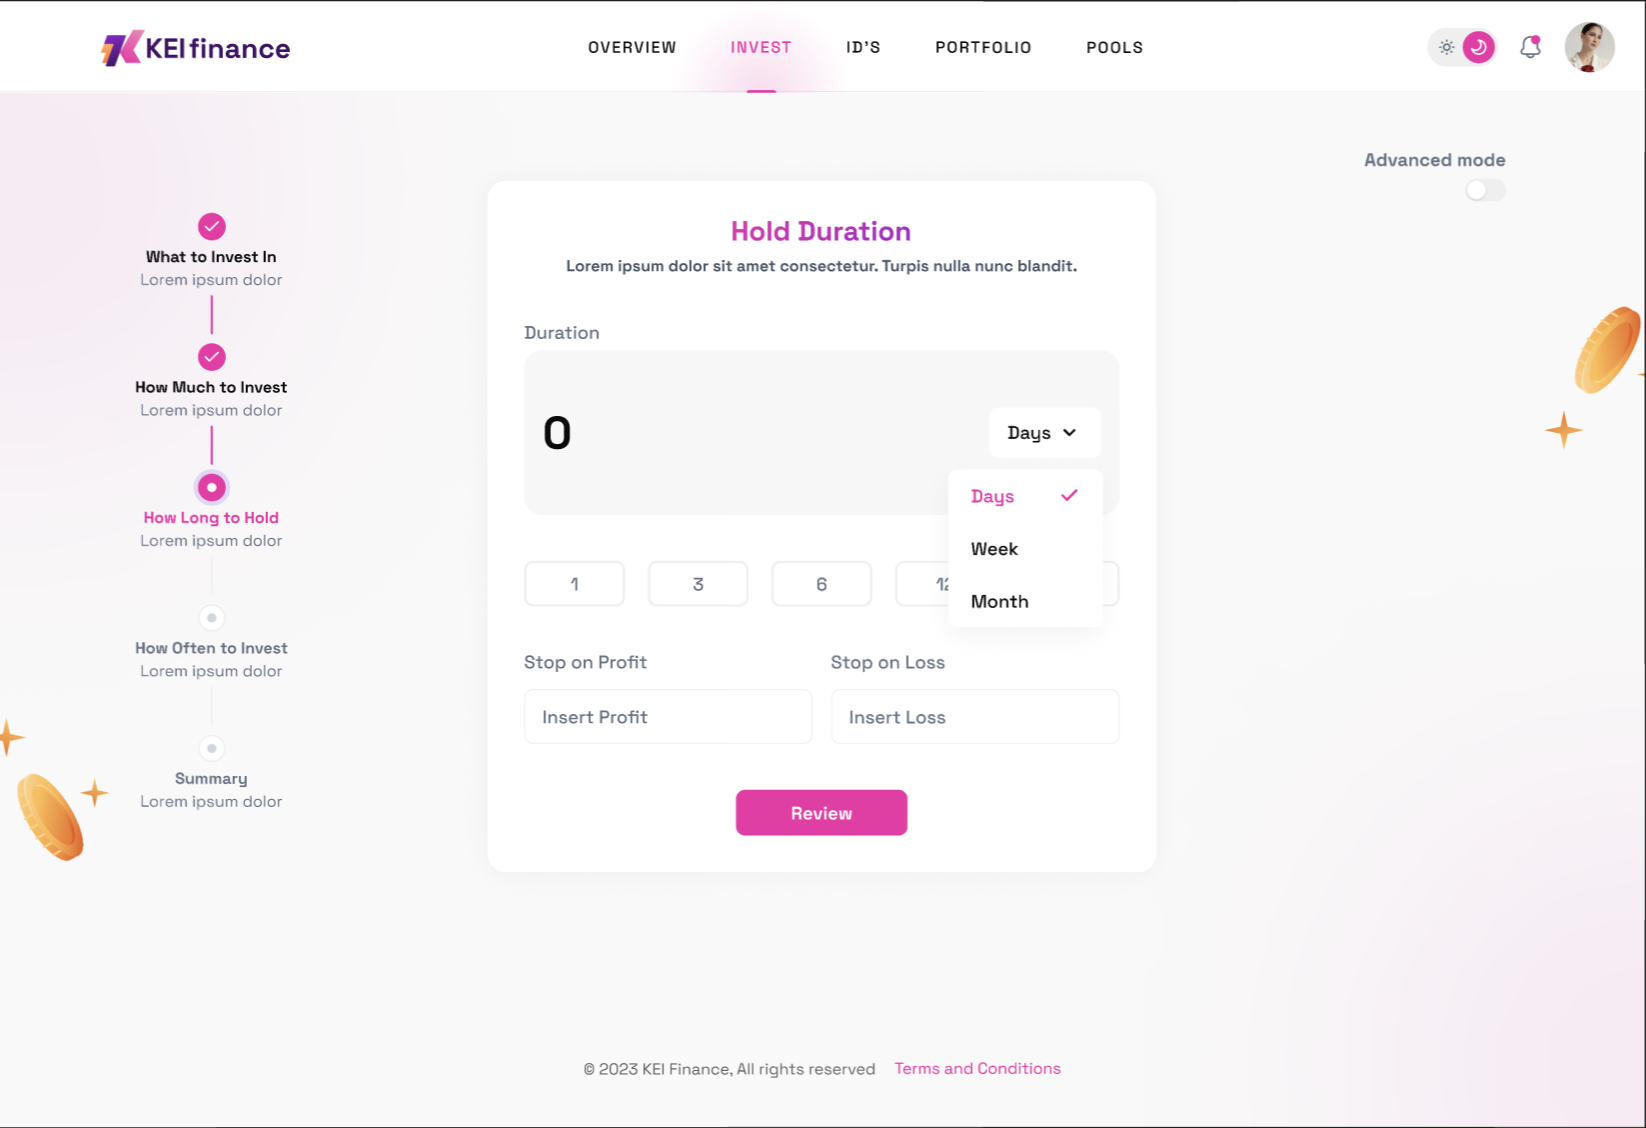 KEI finance
OVERVIEW
INVEST
ID'S
PORTFOLIO
POOLS
Advanced mode
What to Invest In
Lorem ipsum dolor
How Much to Invest
Lorem ipsum dolor
How Long to Hold
Lorem ipsum dolor
How Often to Invest
Lorem ipsum dolor
Summary
Lorem ipsum dolor
Hold Duration
Lorem ipsum dolor sit amet consectetur. Turpis nulla nunc blandit.
Duration
0
Days
Days
Week
Month
1
3
6
12
Stop on Profit
Stop on Loss
Insert Profit
Insert Loss
Review
© 2023 KEI Finance, All rights reserved
Terms and Conditions